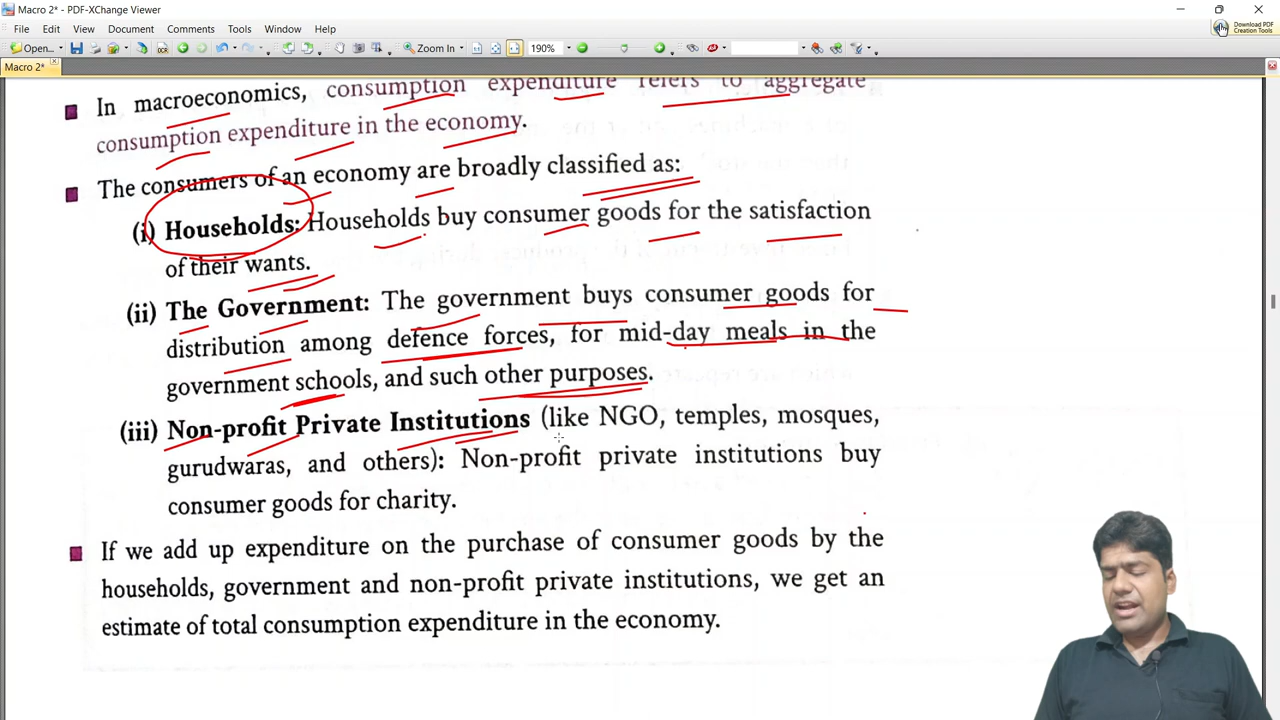 Macro 2* - PDF-XChange Viewer
File Edit View Document Comments Tools Window Help
Open... Zoom In 190% Download PDF
Creation Tools
Macro 2*
In macroeconomics, consumption expenditure refers to aggregate
consumption expenditure in the economy.
The consumers of an economy are broadly classified as:
(i) Households: Households buy consumer goods for the satisfaction
of their wants.
(ii) The Government: The government buys consumer goods for
distribution among defence forces, for mid-day meals in the
government schools, and such other purposes.
(iii) Non-profit Private Institutions (like NGO, temples, mosques,
gurudwaras, and others): Non-profit private institutions buy
consumer goods for charity.
If we add up expenditure on the purchase of consumer goods by the
households, government and non-profit private institutions, we get an
estimate of total consumption expenditure in the economy.